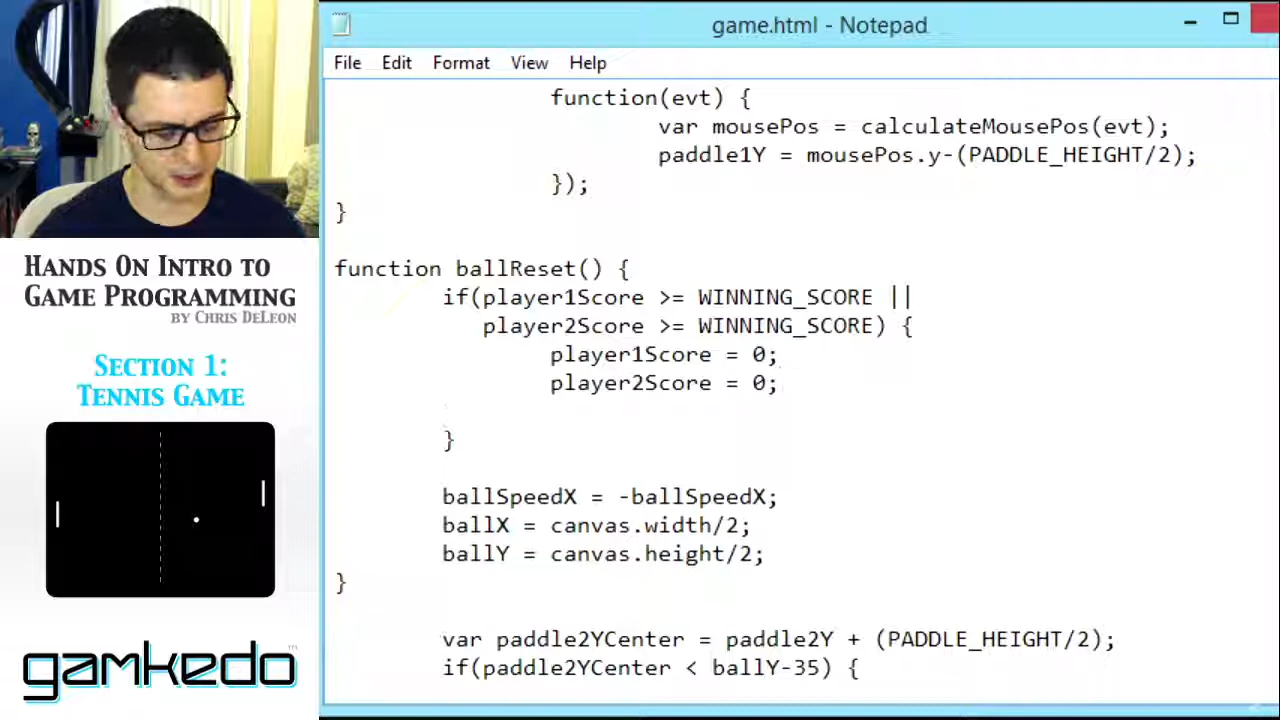 game.html - Notepad
File Edit Format View Help
function(evt) {
var mousePos = calculateMousePos(evt);
paddle1Y = mousePos.y-(PADDLE_HEIGHT/2);
});
}
function ballReset() {
if(player1Score >= WINNING_SCORE ||
player2Score >= WINNING_SCORE) {
player1Score = 0;
player2Score = 0;
}
ballSpeedX = -ballSpeedX;
ballX = canvas.width/2;
ballY = canvas.height/2;
}
var paddle2YCenter = paddle2Y + (PADDLE_HEIGHT/2);
if(paddle2YCenter < ballY-35) {
Hands On Intro to
Game Programming
by Chris DeLeon
Section 1:
Tennis Game
gamkedo